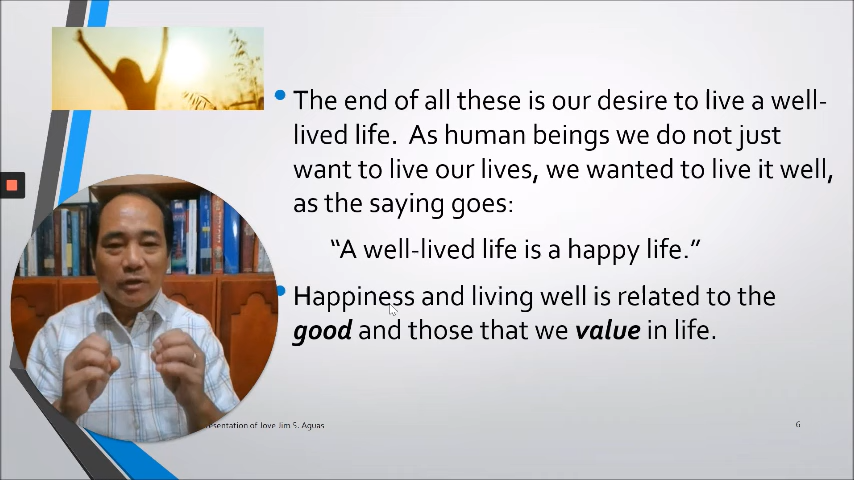 The end of all these is our desire to live a well-
lived life. As human beings we do not just
want to live our lives, we wanted to live it well,
as the saying goes:
“A well-lived life is a happy life.”
Happiness and living well is related to the
good and those that we value in life.
of Jove Jim S. Aguas
6